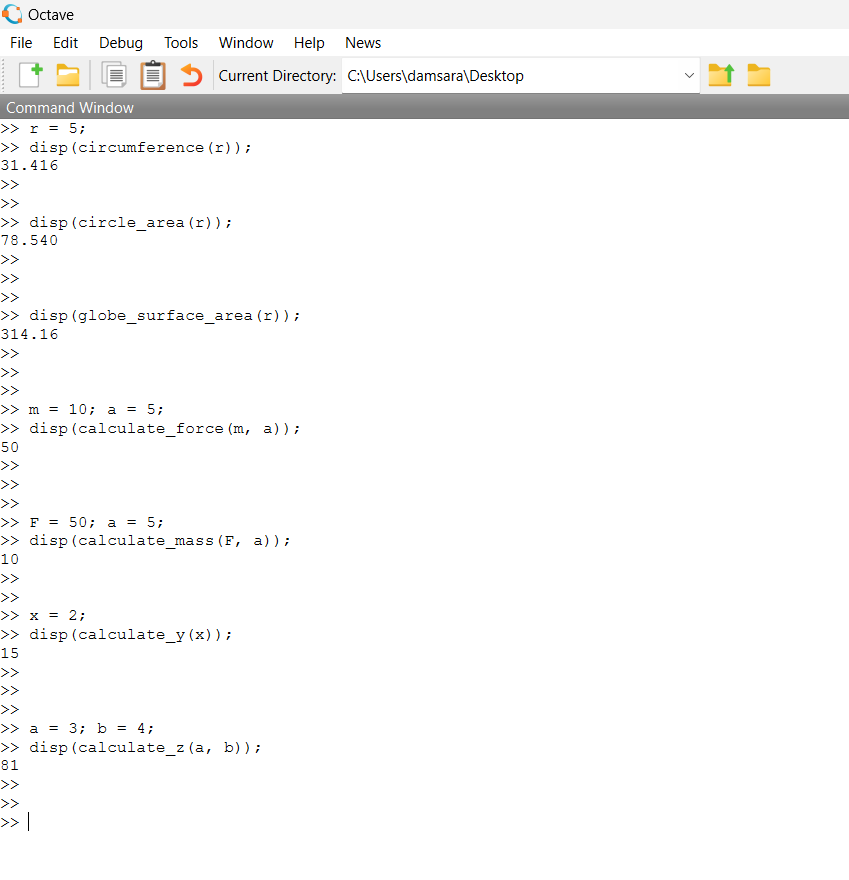 Octave
File Edit Debug Tools Window Help News
Current Directory: C:\Users\damsara\Desktop
Command Window
>> r = 5;
>> disp(circumference(r));
31.416
>>
>>
>> disp(circle_area(r));
78.540
>>
>>
>>
>> disp(globe_surface_area(r));
314.16
>>
>>
>>
>> m = 10; a = 5;
>> disp(calculate_force(m, a));
50
>>
>>
>>
>> F = 50; a = 5;
>> disp(calculate_mass(F, a));
10
>>
>>
>> x = 2;
>> disp(calculate_y(x));
15
>>
>>
>>
>> a = 3; b = 4;
>> disp(calculate_z(a, b));
81
>>
>>
>>